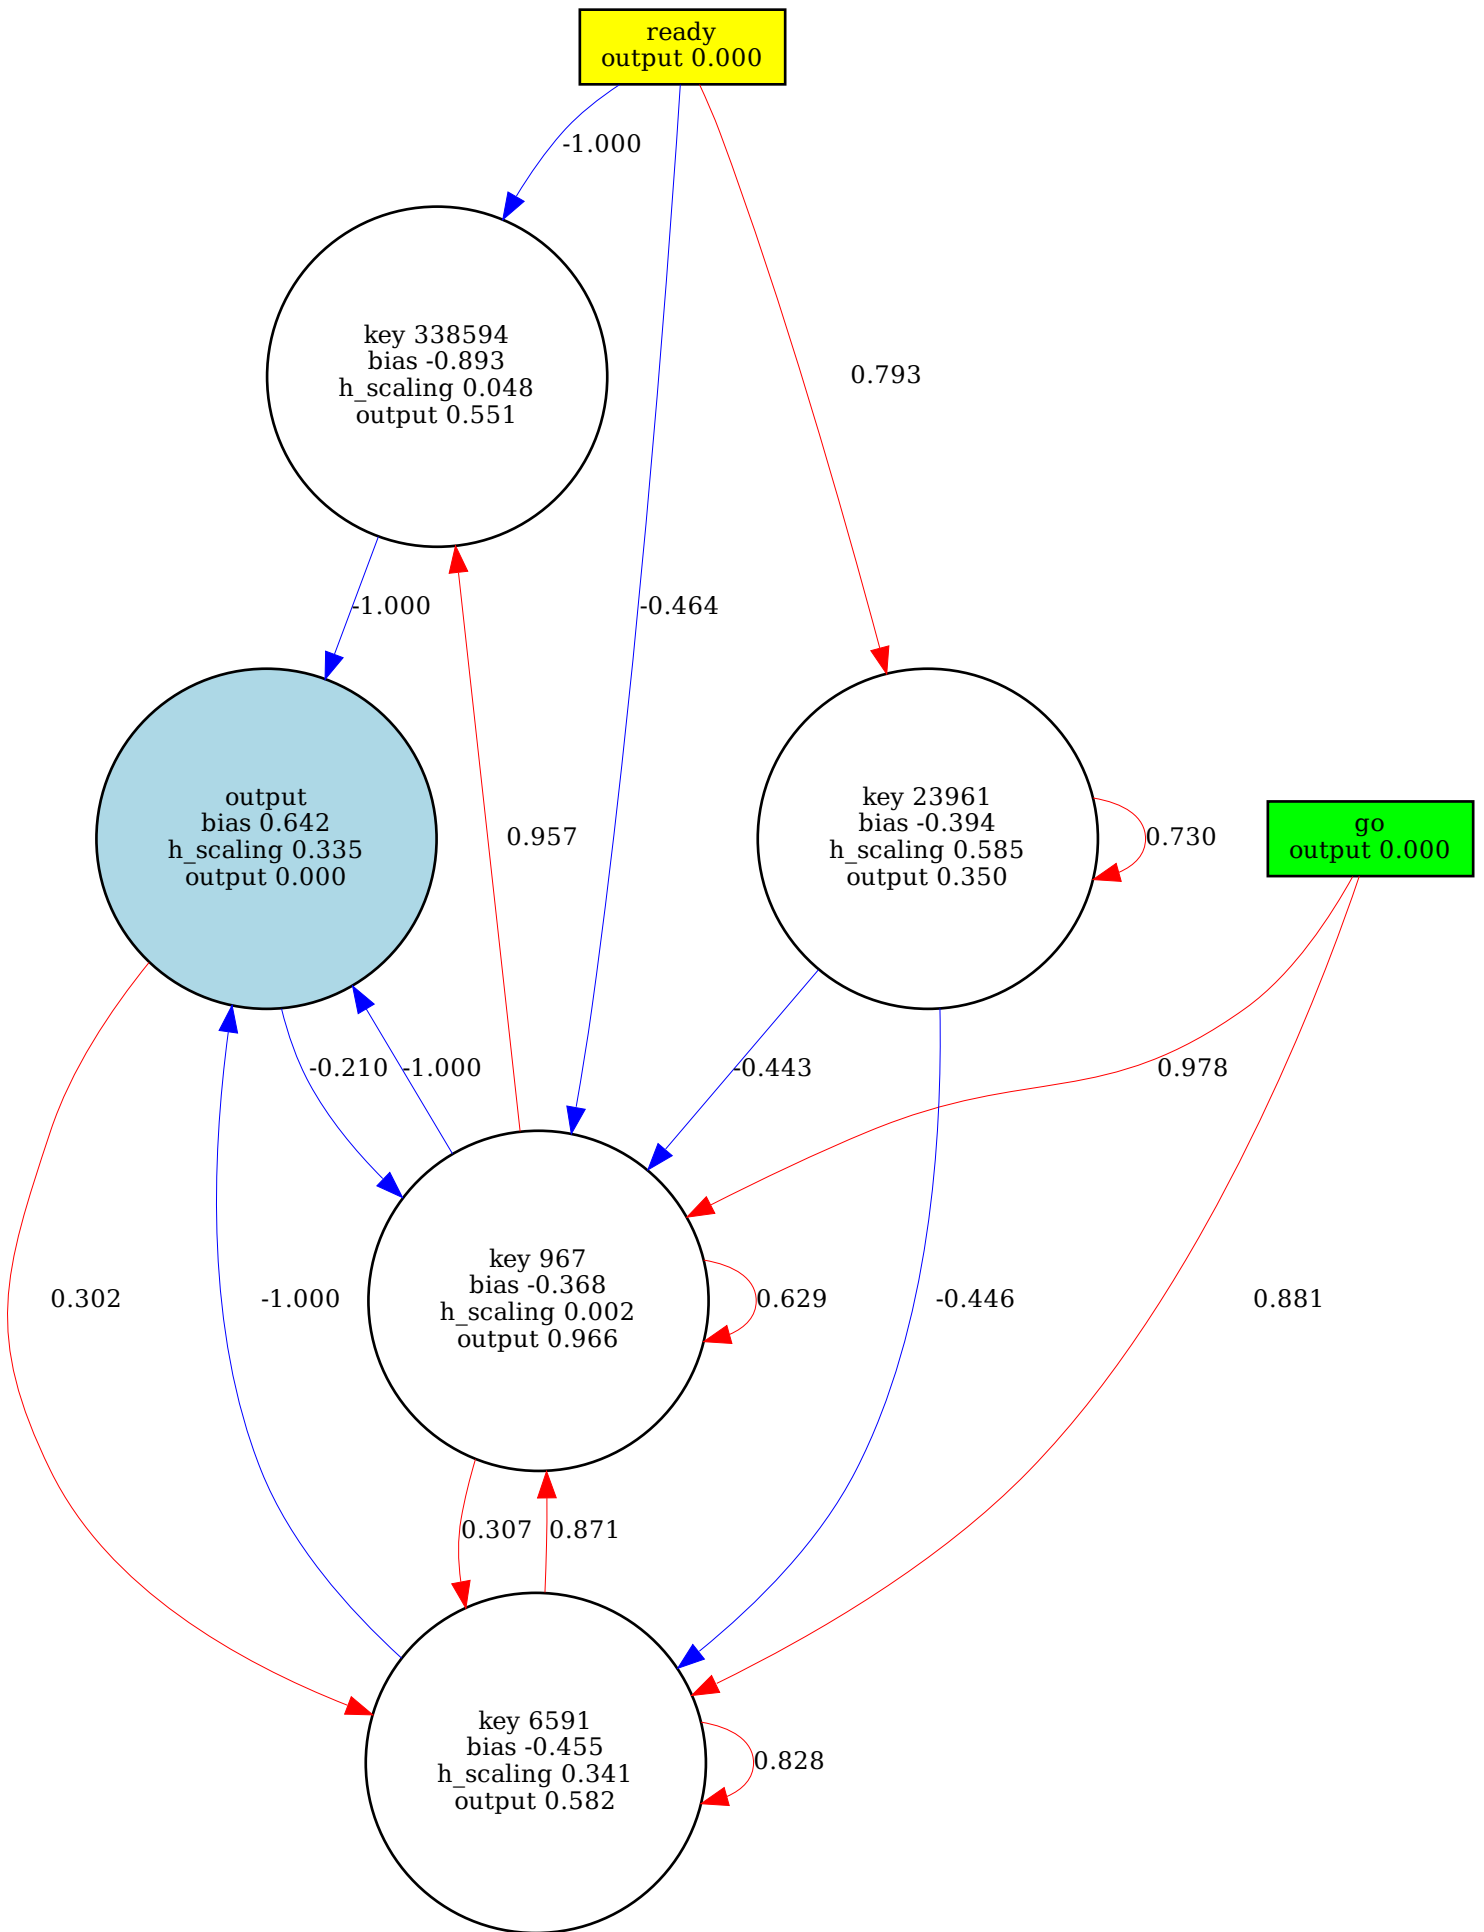 ready
output 0.000
-1.000
key 338594
bias -0.893
h_scaling 0.048
output 0.551
0.793
-1.000
-0.464
output
bias 0.642
h_scaling 0.335
output 0.000
0.957
key 23961
bias -0.394
h_scaling 0.585
output 0.350
0.730
go
output 0.000
-0.210
-1.000
-0.443
0.978
0.302
-1.000
key 967
bias -0.368
h_scaling 0.002
output 0.966
0.629
-0.446
0.881
0.307
0.871
key 6591
bias -0.455
h_scaling 0.341
output 0.582
0.828